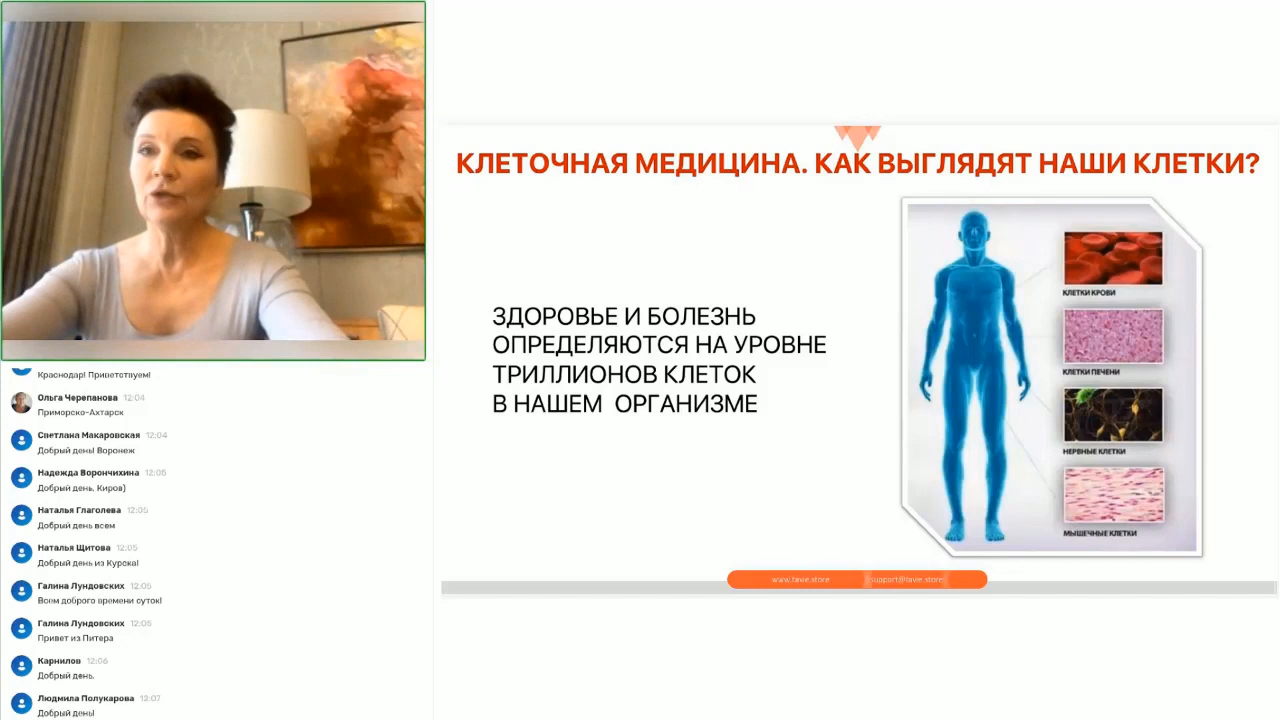 КЛЕТОЧНАЯ МЕДИЦИНА. КАК ВЫГЛЯДЯТ НАШИ КЛЕТКИ?
ЗДОРОВЬЕ И БОЛЕЗНЬ
ОПРЕДЕЛЯЮТСЯ НА УРОВНЕ
ТРИЛЛИОНОВ КЛЕТОК
В НАШЕМ ОРГАНИЗМЕ
КЛЕТКИ КРОВИ
КЛЕТКИ ПЕЧЕНИ
НЕРВНЫЕ КЛЕТКИ
МЫШЕЧНЫЕ КЛЕТКИ
www.tavie.store support@tavie.store
Краснодар! Приветствуем!
Ольга Черепанова 12:04
Приморско-Ахтарск
Светлана Макаровская 12:04
Добрый день! Воронеж
Надежда Ворончихина 12:05
Добрый день. Киров)
Наталья Глаголева 12:05
Добрый день всем
Наталья Щитова 12:05
Добрый день из Курска!
Галина Лундовских 12:05
Всем доброго времени суток!
Галина Лундовских 12:05
Привет из Питера
Карнилов 12:06
Добрый день.
Людмила Полукарова 12:07
Добрый день!